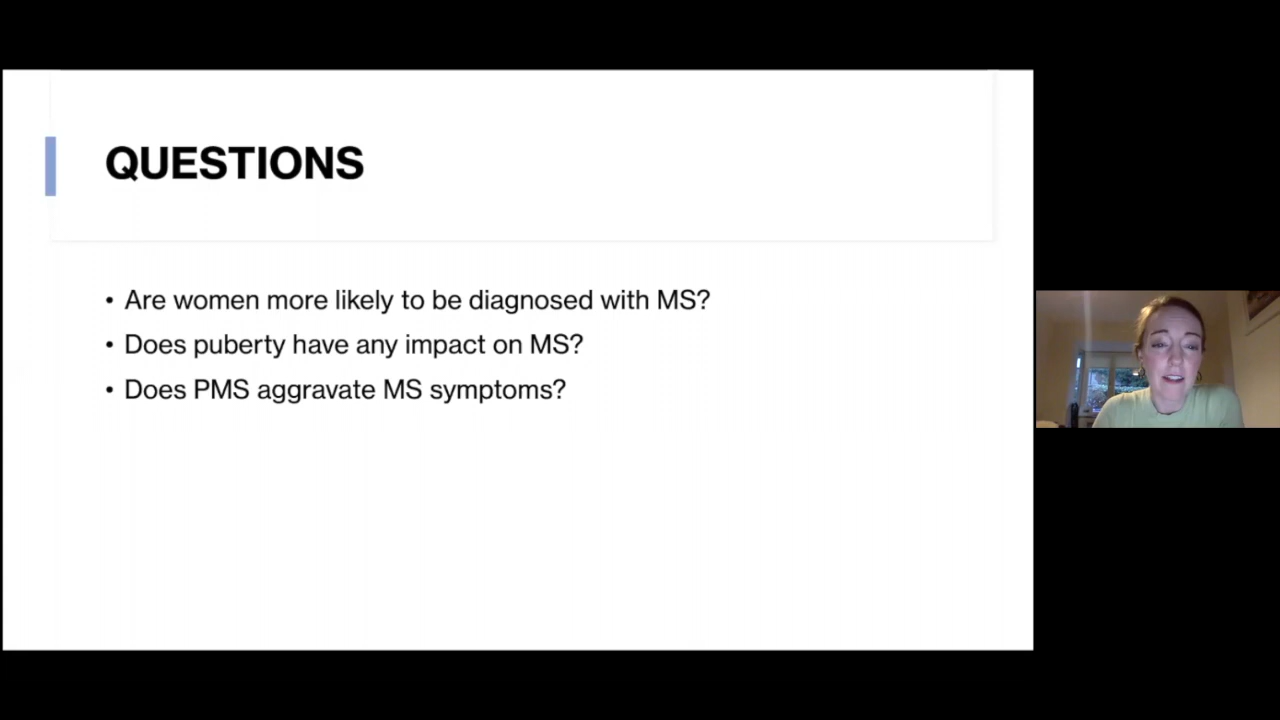 QUESTIONS
• Are women more likely to be diagnosed with MS?
• Does puberty have any impact on MS?
• Does PMS aggravate MS symptoms?